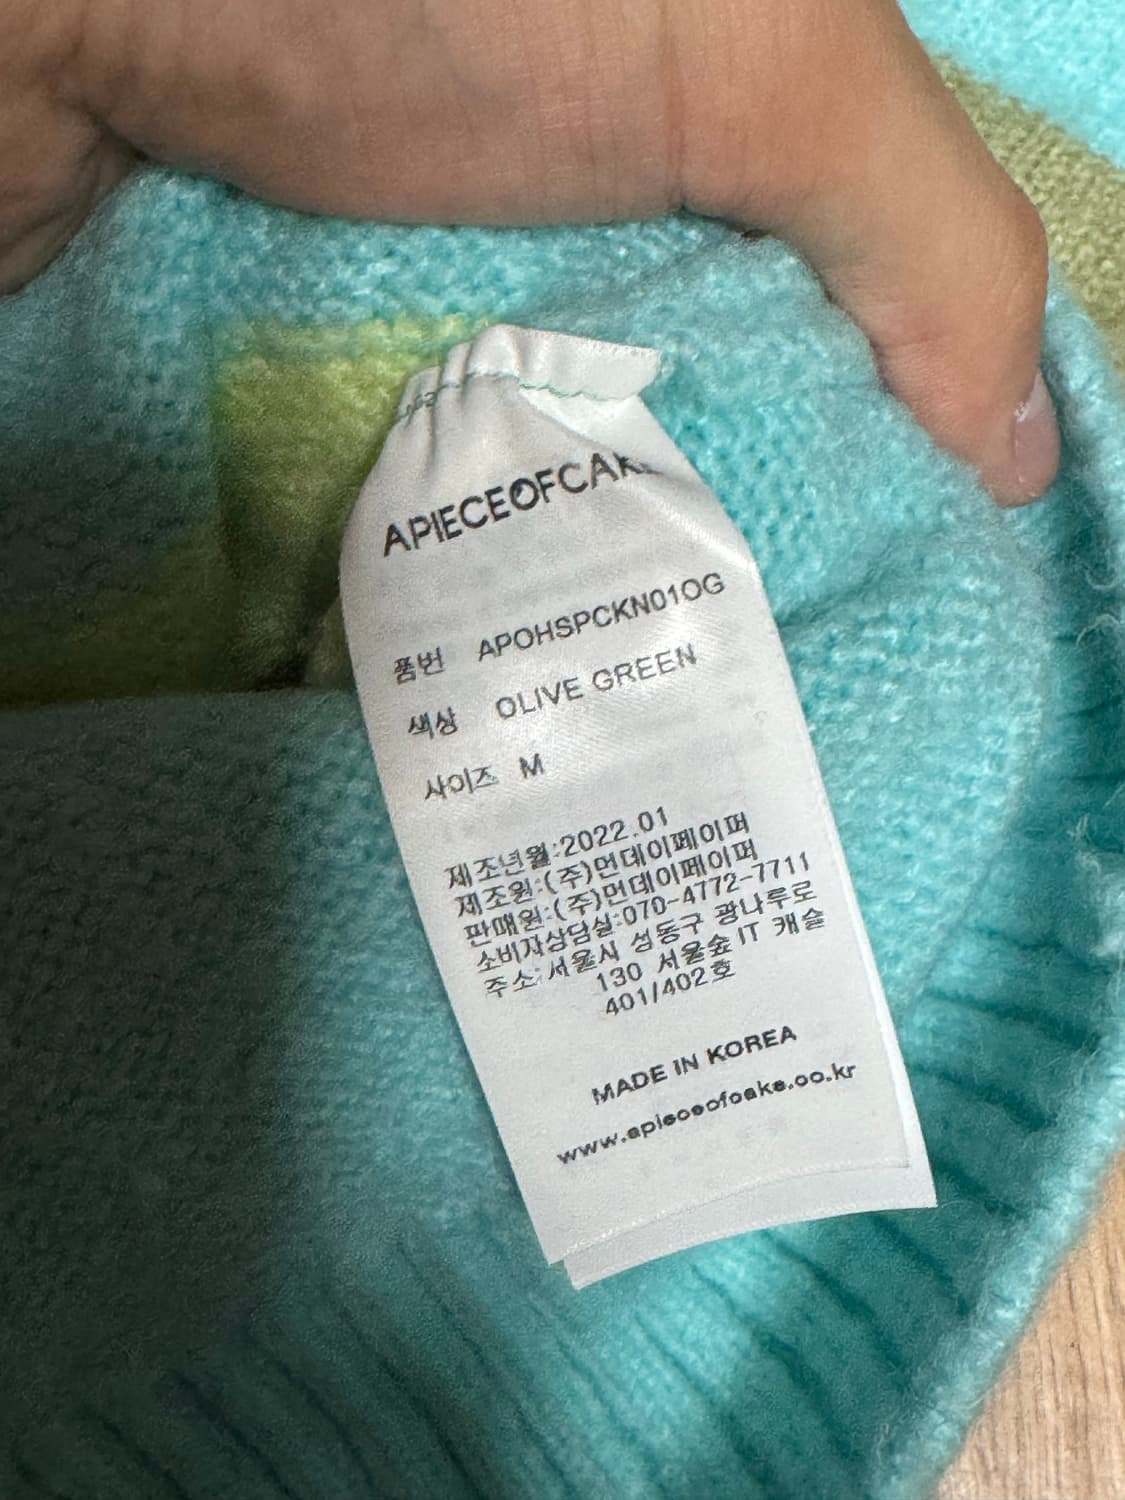 APIECEOFCAKE
품번 APOHSPCKN01OG
색상 OLIVE GREEN
사이즈 M
제조년월:2022.01
제조원:(주)먼데이페이퍼
판매원:(주)먼데이페이퍼
소비자상담실:070-4772-7711
주소:서울시 성동구 광나루로
130 서울숲 IT 캐슬
401/402호
MADE IN KOREA
www.apieceofcake.co.kr